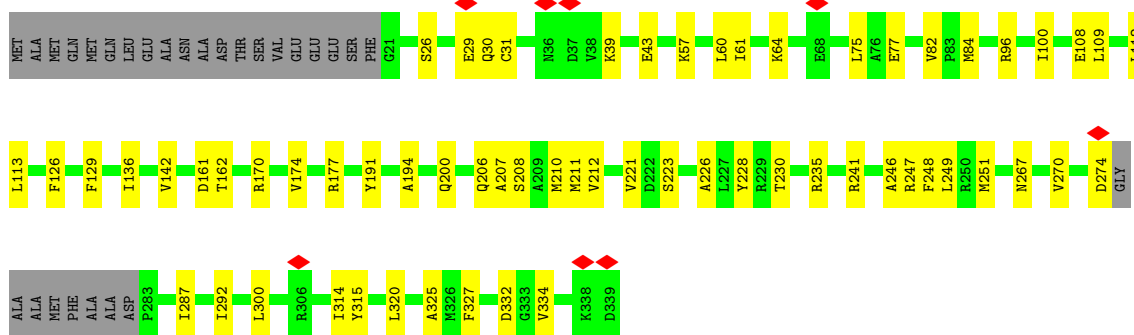 MET ALA MET GLN MET GLN LEU GLU ALA ASN ALA ASP THR SER VAL GLU GLU GLU SER PHE G21 S26 E29 Q30 C31 N36 D37 V38 K39 E43 K57 L60 I61 K64 E68 L75 A76 E77 V82 P83 M84 R96 I100 E108 L109
L113 F126 F129 I136 V142 D161 T162 R170 V174 R177 Y191 A194 Q200 Q206 A207 S208 A209 M210 M211 V212 V221 D222 S223 A226 L227 Y228 R229 T230 R235 R241 A246 R247 F248 L249 R250 M251 N267 V270 D274 GLY
ALA ALA MET PHE ALA ALA ASP P283 I287 I292 L300 R306 I314 Y315 L320 A325 M326 F327 D332 G333 V334 K338 D339